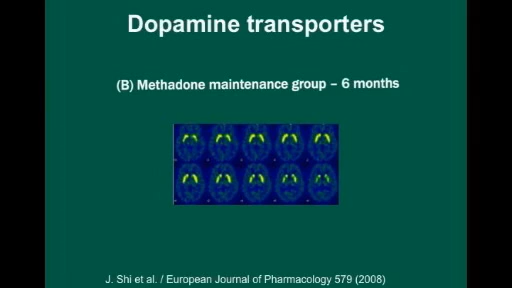 Dopamine transporters
(B) Methadone maintenance group – 6 months
J. Shi et al. / European Journal of Pharmacology 579 (2008)